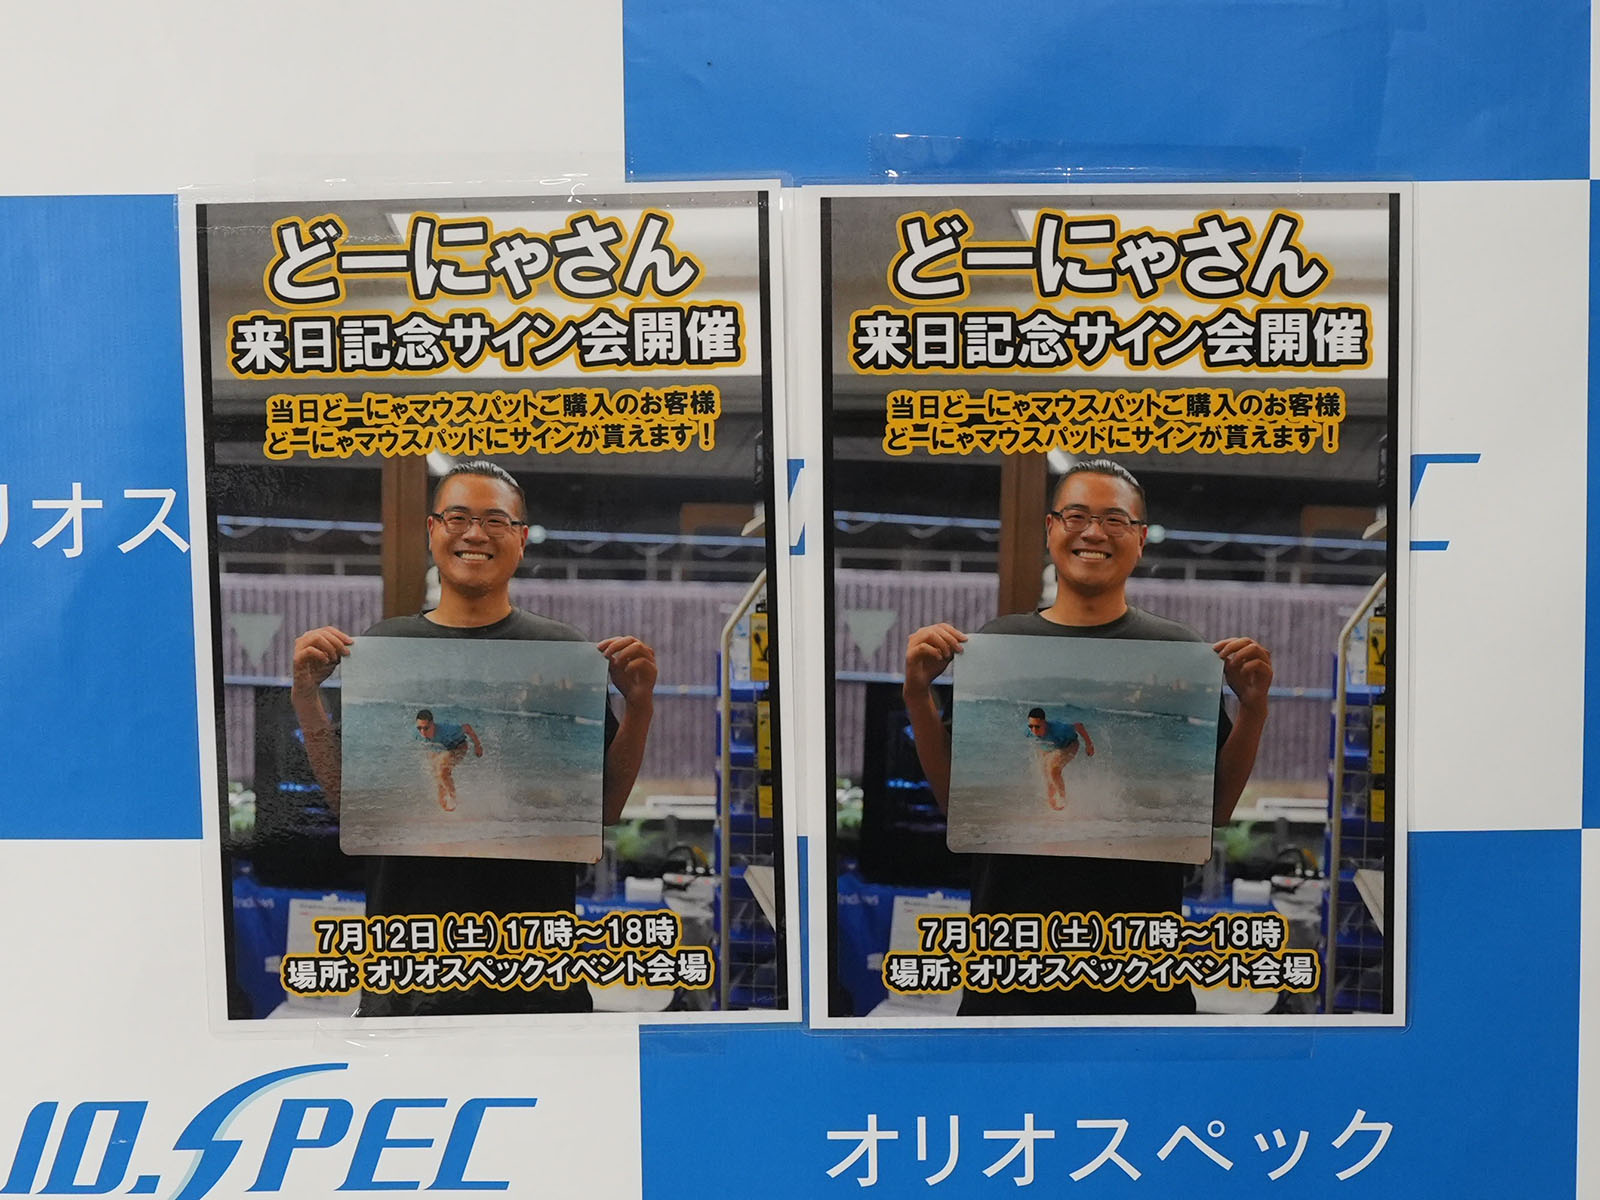 どーにゃさん
来日記念サイン会開催
当日どーにゃマウスパットご購入のお客様
どーにゃマウスパッドにサインが貰えます！
7月12日(土)17時～18時
場所: オリオスペックイベント会場
どーにゃさん
来日記念サイン会開催
当日どーにゃマウスパットご購入のお客様
どーにゃマウスパッドにサインが貰えます！
7月12日(土)17時～18時
場所: オリオスペックイベント会場
リオス
IO.SPEC
オリオスペック